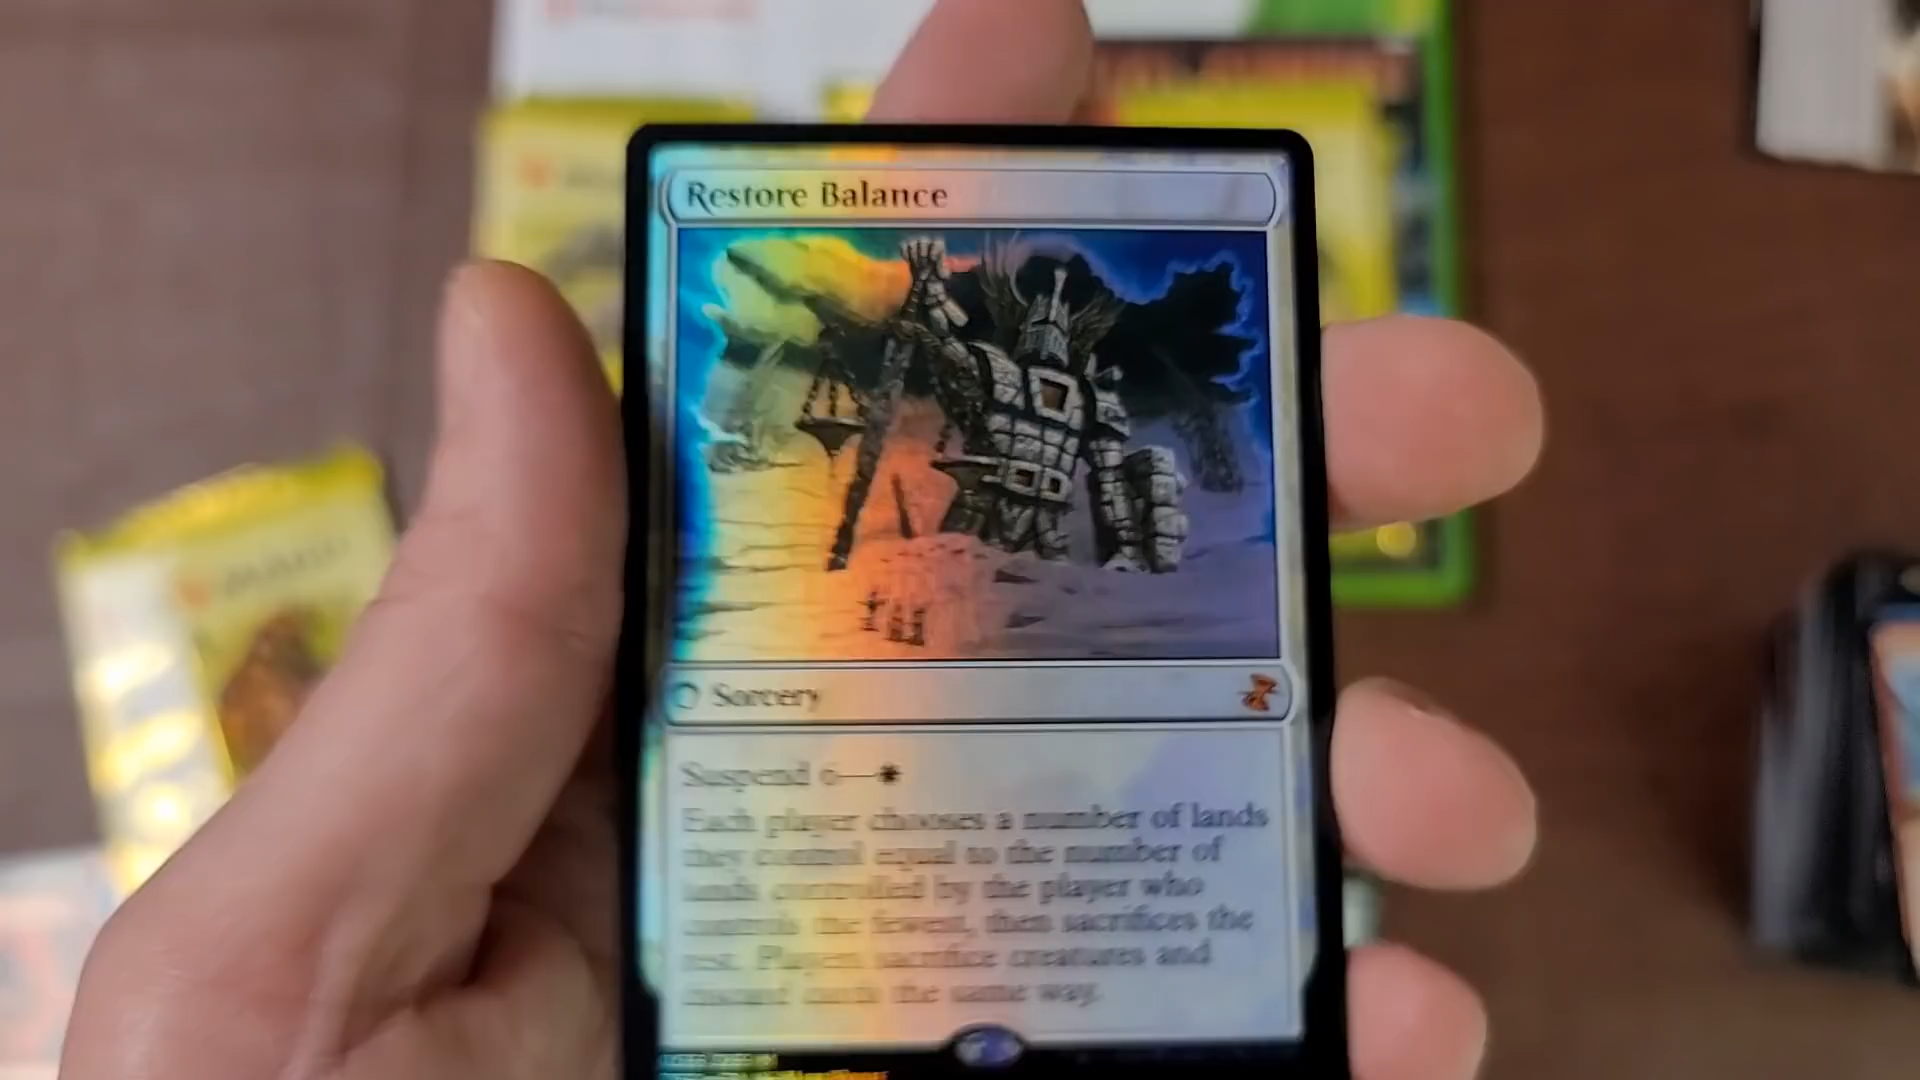 Restore Balance
Sorcery
Suspend 6—
Each player chooses a number of lands
they control equal to the number of
lands controlled by the player who
controls the fewest, then sacrifices the
rest. Players sacrifice creatures and
discard cards the same way.